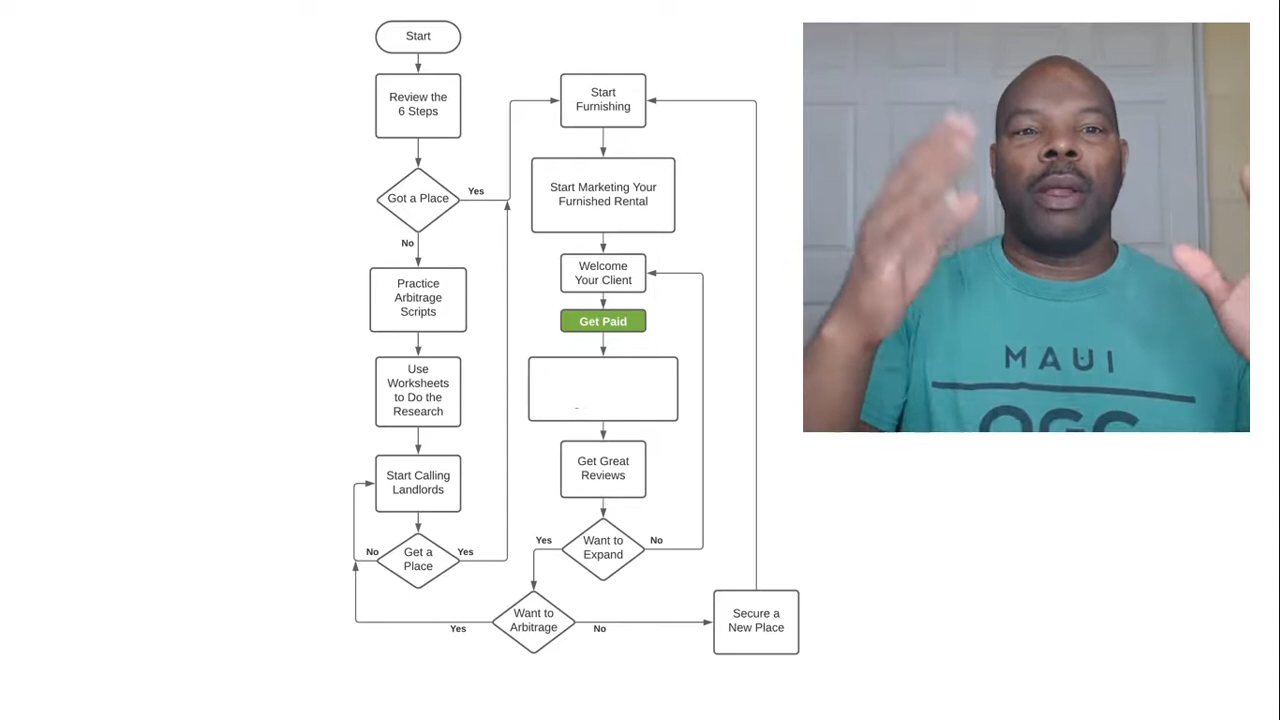 Start
Review the
6 Steps
Got a Place
Yes
No
Practice
Arbitrage
Scripts
Use
Worksheets
to Do the
Research
Start Calling
Landlords
Get a
Place
No
Yes
Start
Furnishing
Start Marketing Your
Furnished Rental
Welcome
Your Client
Get Paid
Get Great
Reviews
Want to
Expand
Yes
No
Want to
Arbitrage
Yes
No
Secure a
New Place
MAUI